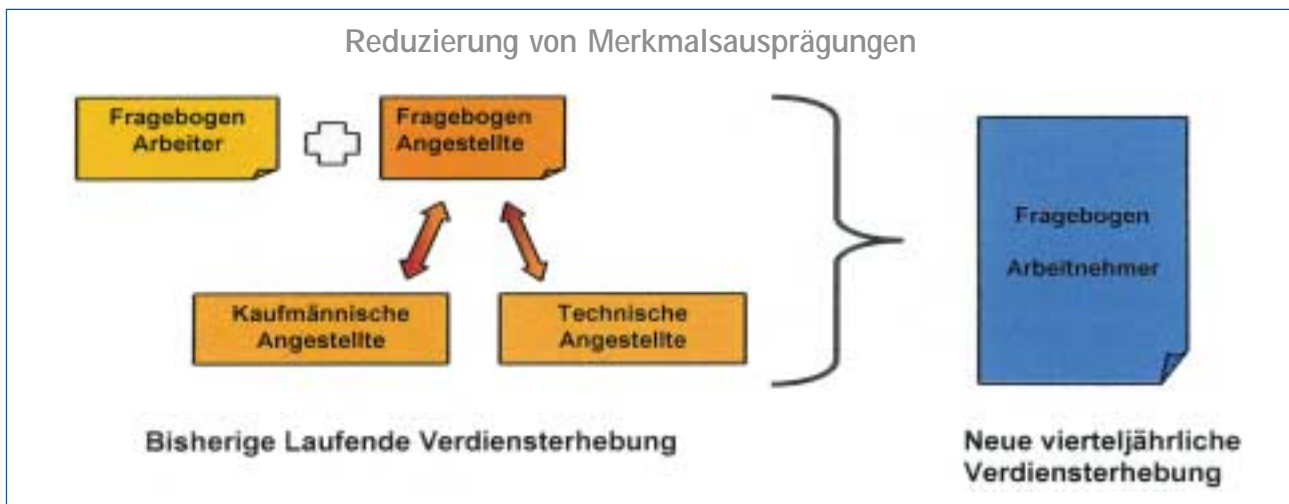 Reduzierung von Merkmalsausprägungen
Fragebogen
Arbeiter
Fragebogen
Angestellte
Kaufmännische
Angestellte
Technische
Angestellte
Fragebogen
Arbeitnehmer
Bisherige Laufende Verdiensterhebung
Neue vierteljährliche
Verdiensterhebung